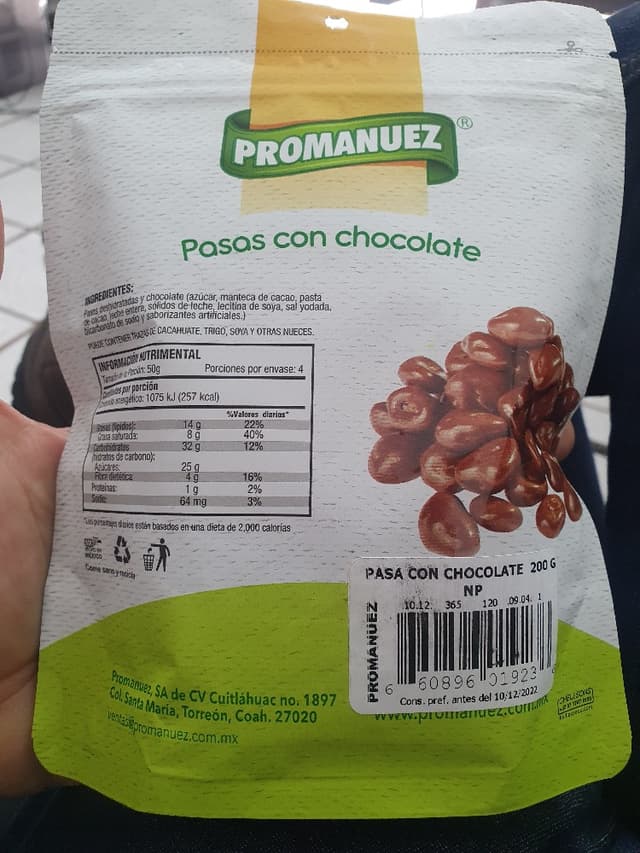 PROMANUEZ ®
Pasas con chocolate
INGREDIENTES:
Pasas deshidratadas y chocolate (azúcar, manteca de cacao, pasta
de cacao, leche entera, sólidos de leche, lecitina de soya, sal yodada,
bicarbonato de sodio y saborizantes artificiales.)
PUEDE CONTENER TRAZAS DE CACAHUATE, TRIGO, SOYA Y OTRAS NUECES.
INFORMACIÓN NUTRIMENTAL
Tamaño de Porción: 50g Porciones por envase: 4
Cantidades por porción
Contenido energético: 1075 kJ (257 kcal)
%Valores diarios*
Grasas (lípidos): 14 g 22%
Grasa saturada: 8 g 40%
Carbohidratos 32 g 12%
(hidratos de carbono):
Azúcares: 25 g
Fibra dietética: 4 g 16%
Proteínas: 1 g 2%
Sodio: 64 mg 3%
*Los porcentajes diarios están basados en una dieta de 2,000 calorías
Come sano y recicla
PASA CON CHOCOLATE 200 G
NP
10.12. 365 120 .09.04. 1
PROMANUEZ
6 60896 01923
Cons. pref. antes del 10/12/2022
www.promanuez.com.mx
Promanuez, SA de CV Cuitláhuac no. 1897
Col. Santa María, Torreón, Coah. 27020
ventas@promanuez.com.mx